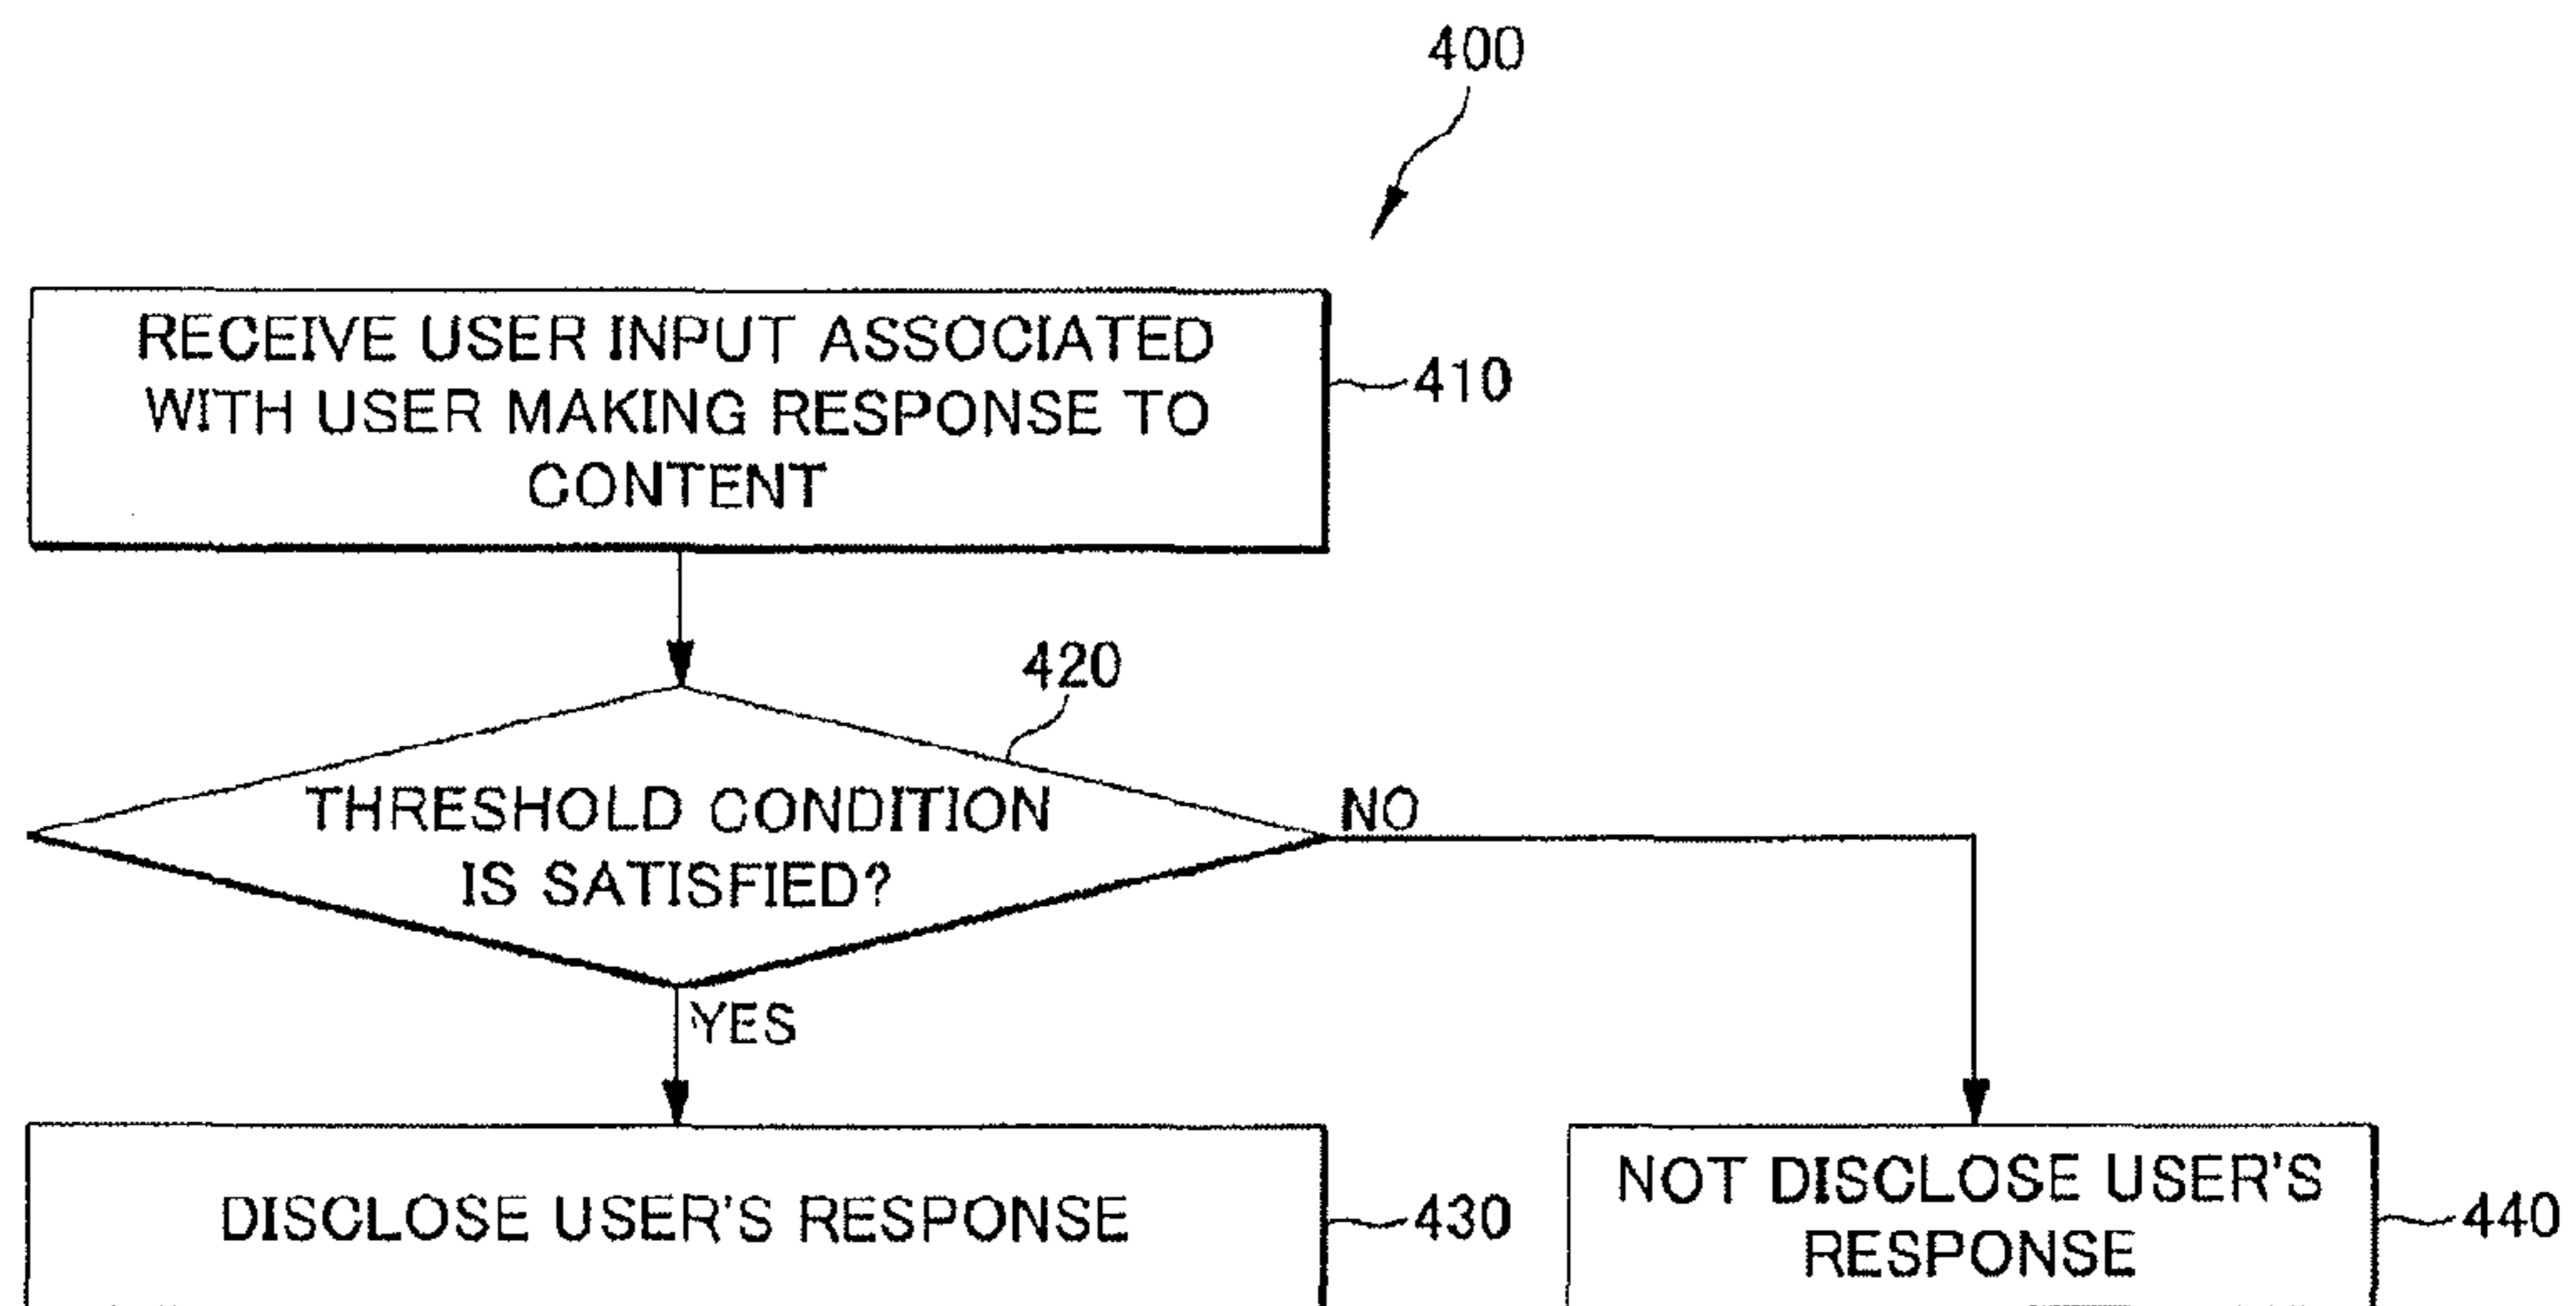 400
RECEIVE USER INPUT ASSOCIATED
WITH USER MAKING RESPONSE TO
CONTENT
410
420
THRESHOLD CONDITION
IS SATISFIED?
NO
YES
DISCLOSE USER'S RESPONSE
430
NOT DISCLOSE USER'S
RESPONSE
440